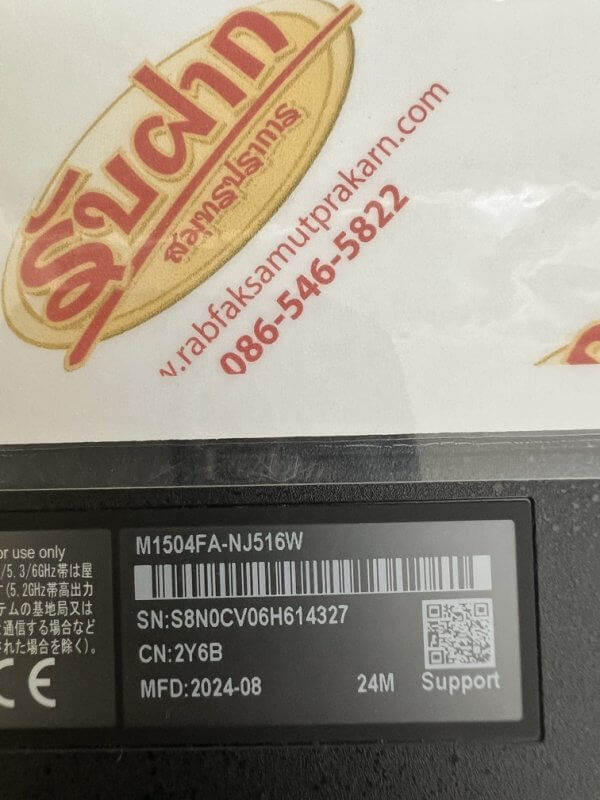 รับฝาก
สมุทรปราการ
w.rabfaksamutprakarn.com
086-546-5822
or use only
/5.3/6GHz帯は屋
(5.2GHz帯高出力
テムの基地局又は
通信する場合など
された場合を除く)。
CE
M1504FA-NJ516W
SN:S8N0CV06H614327
CN:2Y6B
MFD:2024-08 24M Support